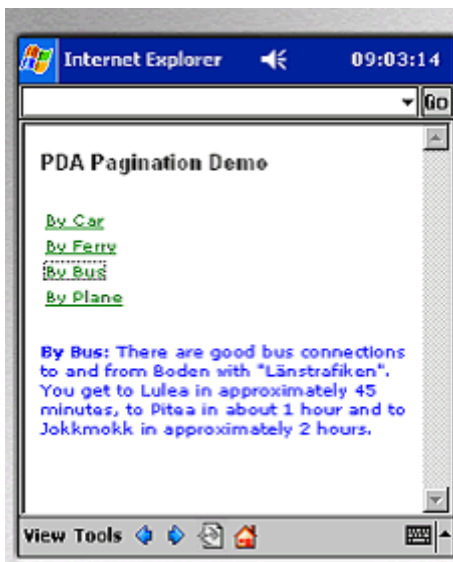 Internet Explorer 09:03:14
Go
PDA Pagination Demo
By Car
By Ferry
By Bus
By Plane
By Bus: There are good bus connections
to and from Boden with "Länstrafiken".
You get to Lulea in approximately 45
minutes, to Pitea in about 1 hour and to
Jokkmokk in approximately 2 hours.
View Tools